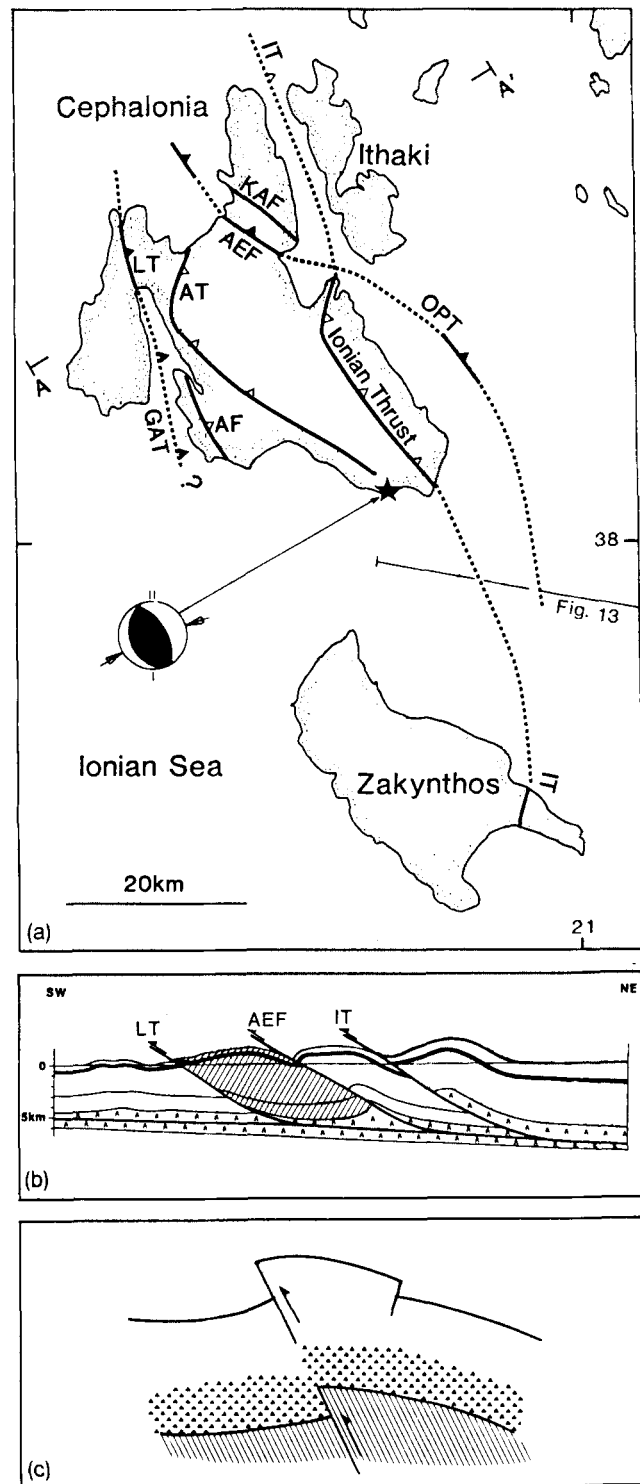 IT
A'
Cephalonia
Ithaki
KAF
AEF
LT
AT
OPT
Ionian Thrust
A
GAT
AF
?
38
Fig. 13
Ionian Sea
Zakynthos
IT
20km
21
(a)
SW
NE
LT
AEF
IT
0
5km
(b)
(c)